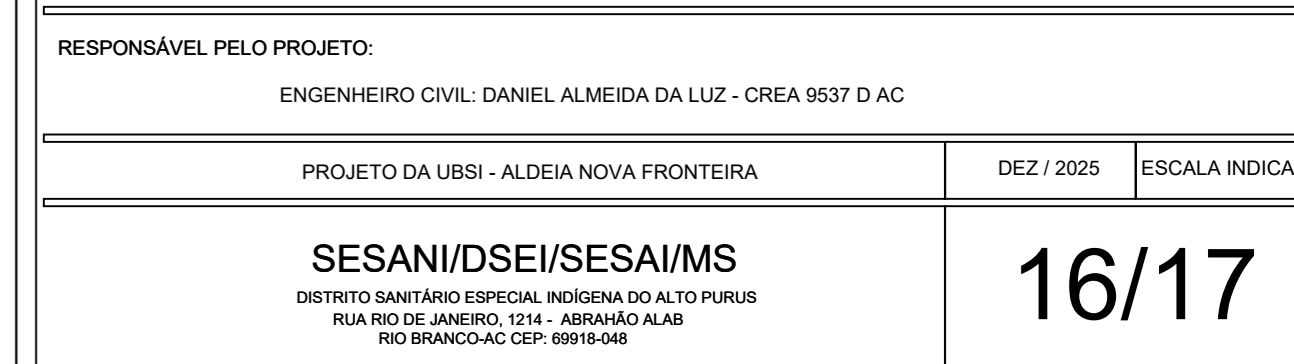 RESPONSÁVEL PELO PROJETO:
ENGENHEIRO CIVIL: DANIEL ALMEIDA DA LUZ - CREA 9537 D AC
PROJETO DA UBSI - ALDEIA NOVA FRONTEIRA
DEZ / 2025
ESCALA INDICA
SESANI/DSEI/SESAI/MS
DISTRITO SANITÁRIO ESPECIAL INDÍGENA DO ALTO PURUS
RUA RIO DE JANEIRO, 1214 - ABRAHÃO ALAB
RIO BRANCO-AC CEP: 69918-048
16/17